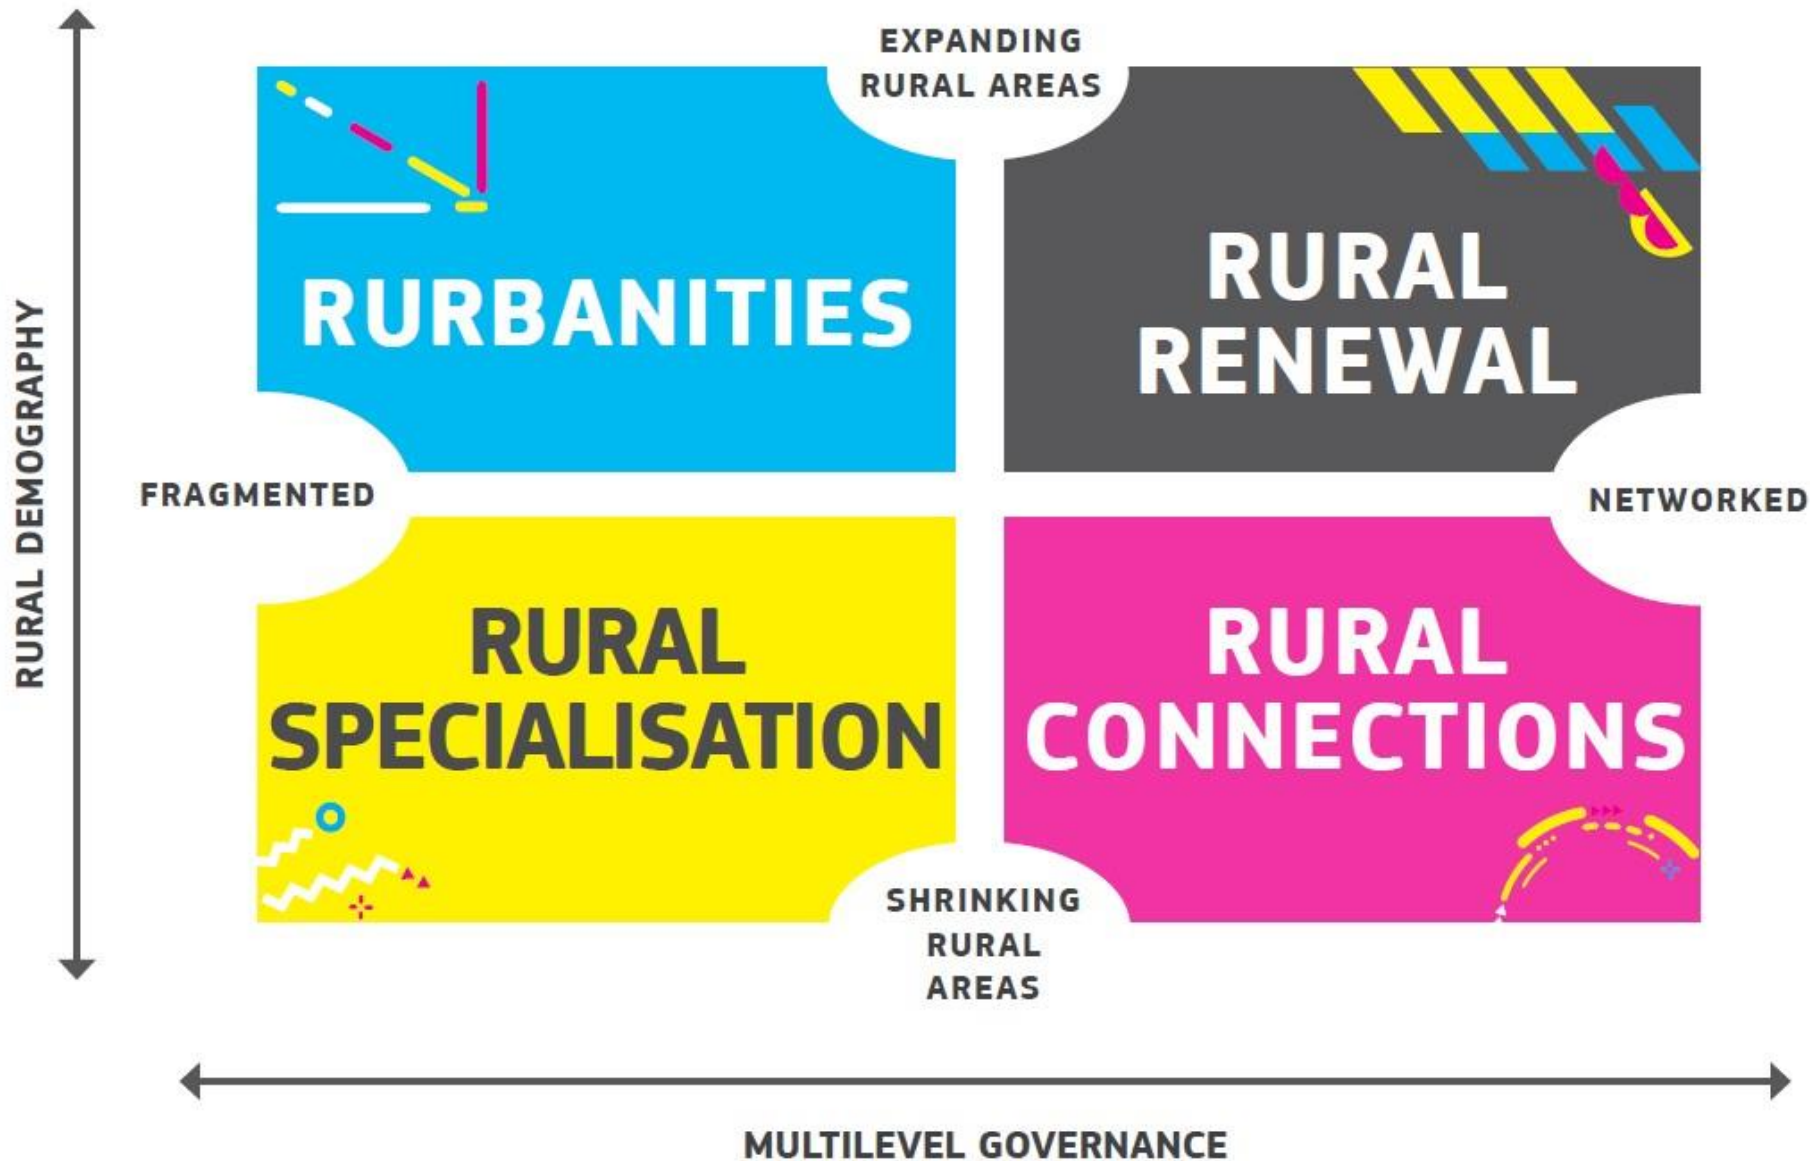 EXPANDING
RURAL AREAS
RURBANITIES
RURAL
RENEWAL
RURAL DEMOGRAPHY
FRAGMENTED
NETWORKED
RURAL
SPECIALISATION
RURAL
CONNECTIONS
SHRINKING
RURAL
AREAS
MULTILEVEL GOVERNANCE